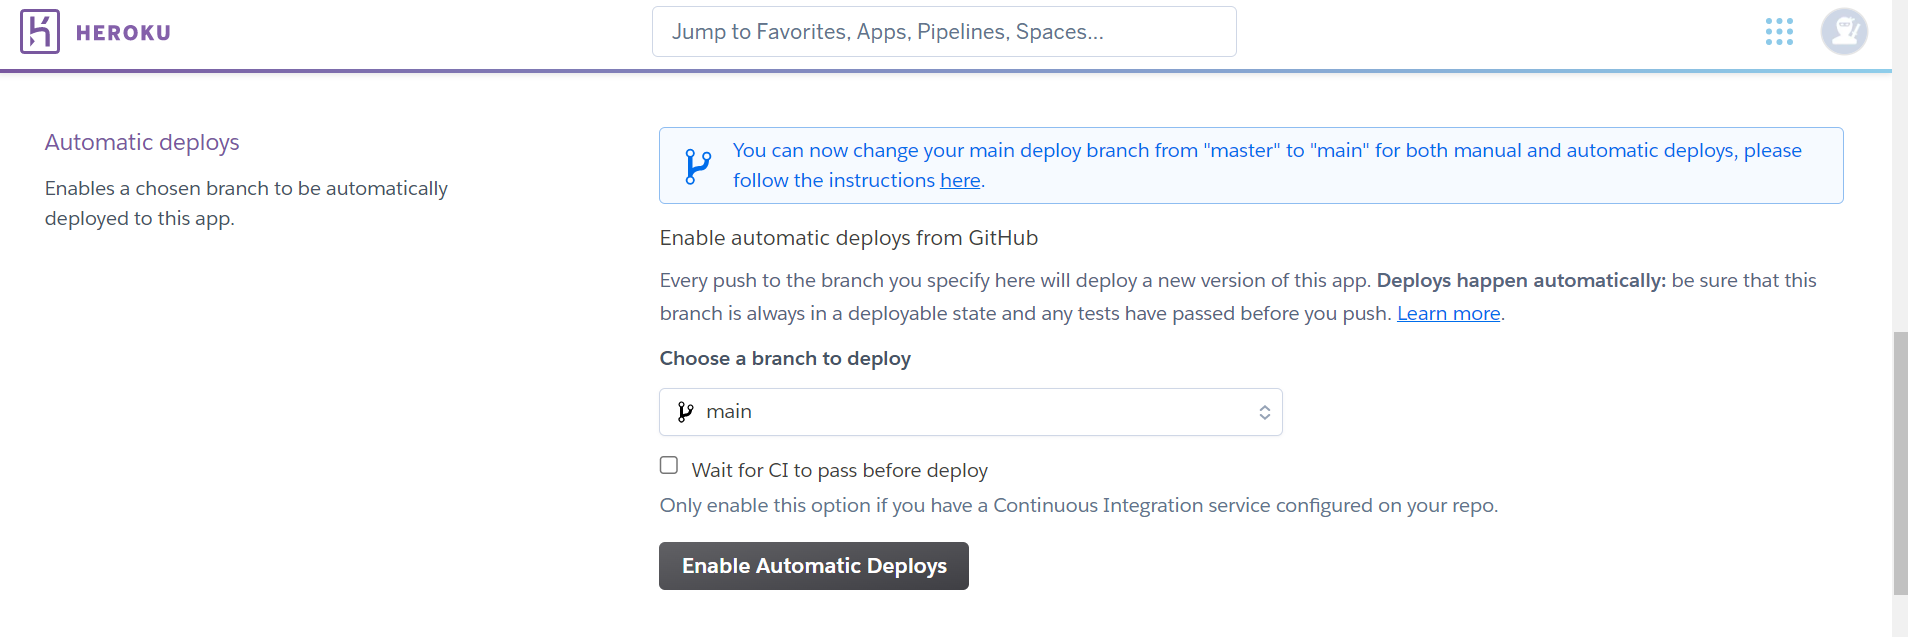 HEROKU
Jump to Favorites, Apps, Pipelines, Spaces...
Automatic deploys
Enables a chosen branch to be automatically
deployed to this app.
You can now change your main deploy branch from "master" to "main" for both manual and automatic deploys, please
follow the instructions here.
Enable automatic deploys from GitHub
Every push to the branch you specify here will deploy a new version of this app. Deploys happen automatically: be sure that this
branch is always in a deployable state and any tests have passed before you push. Learn more.
Choose a branch to deploy
main
Wait for CI to pass before deploy
Only enable this option if you have a Continuous Integration service configured on your repo.
Enable Automatic Deploys